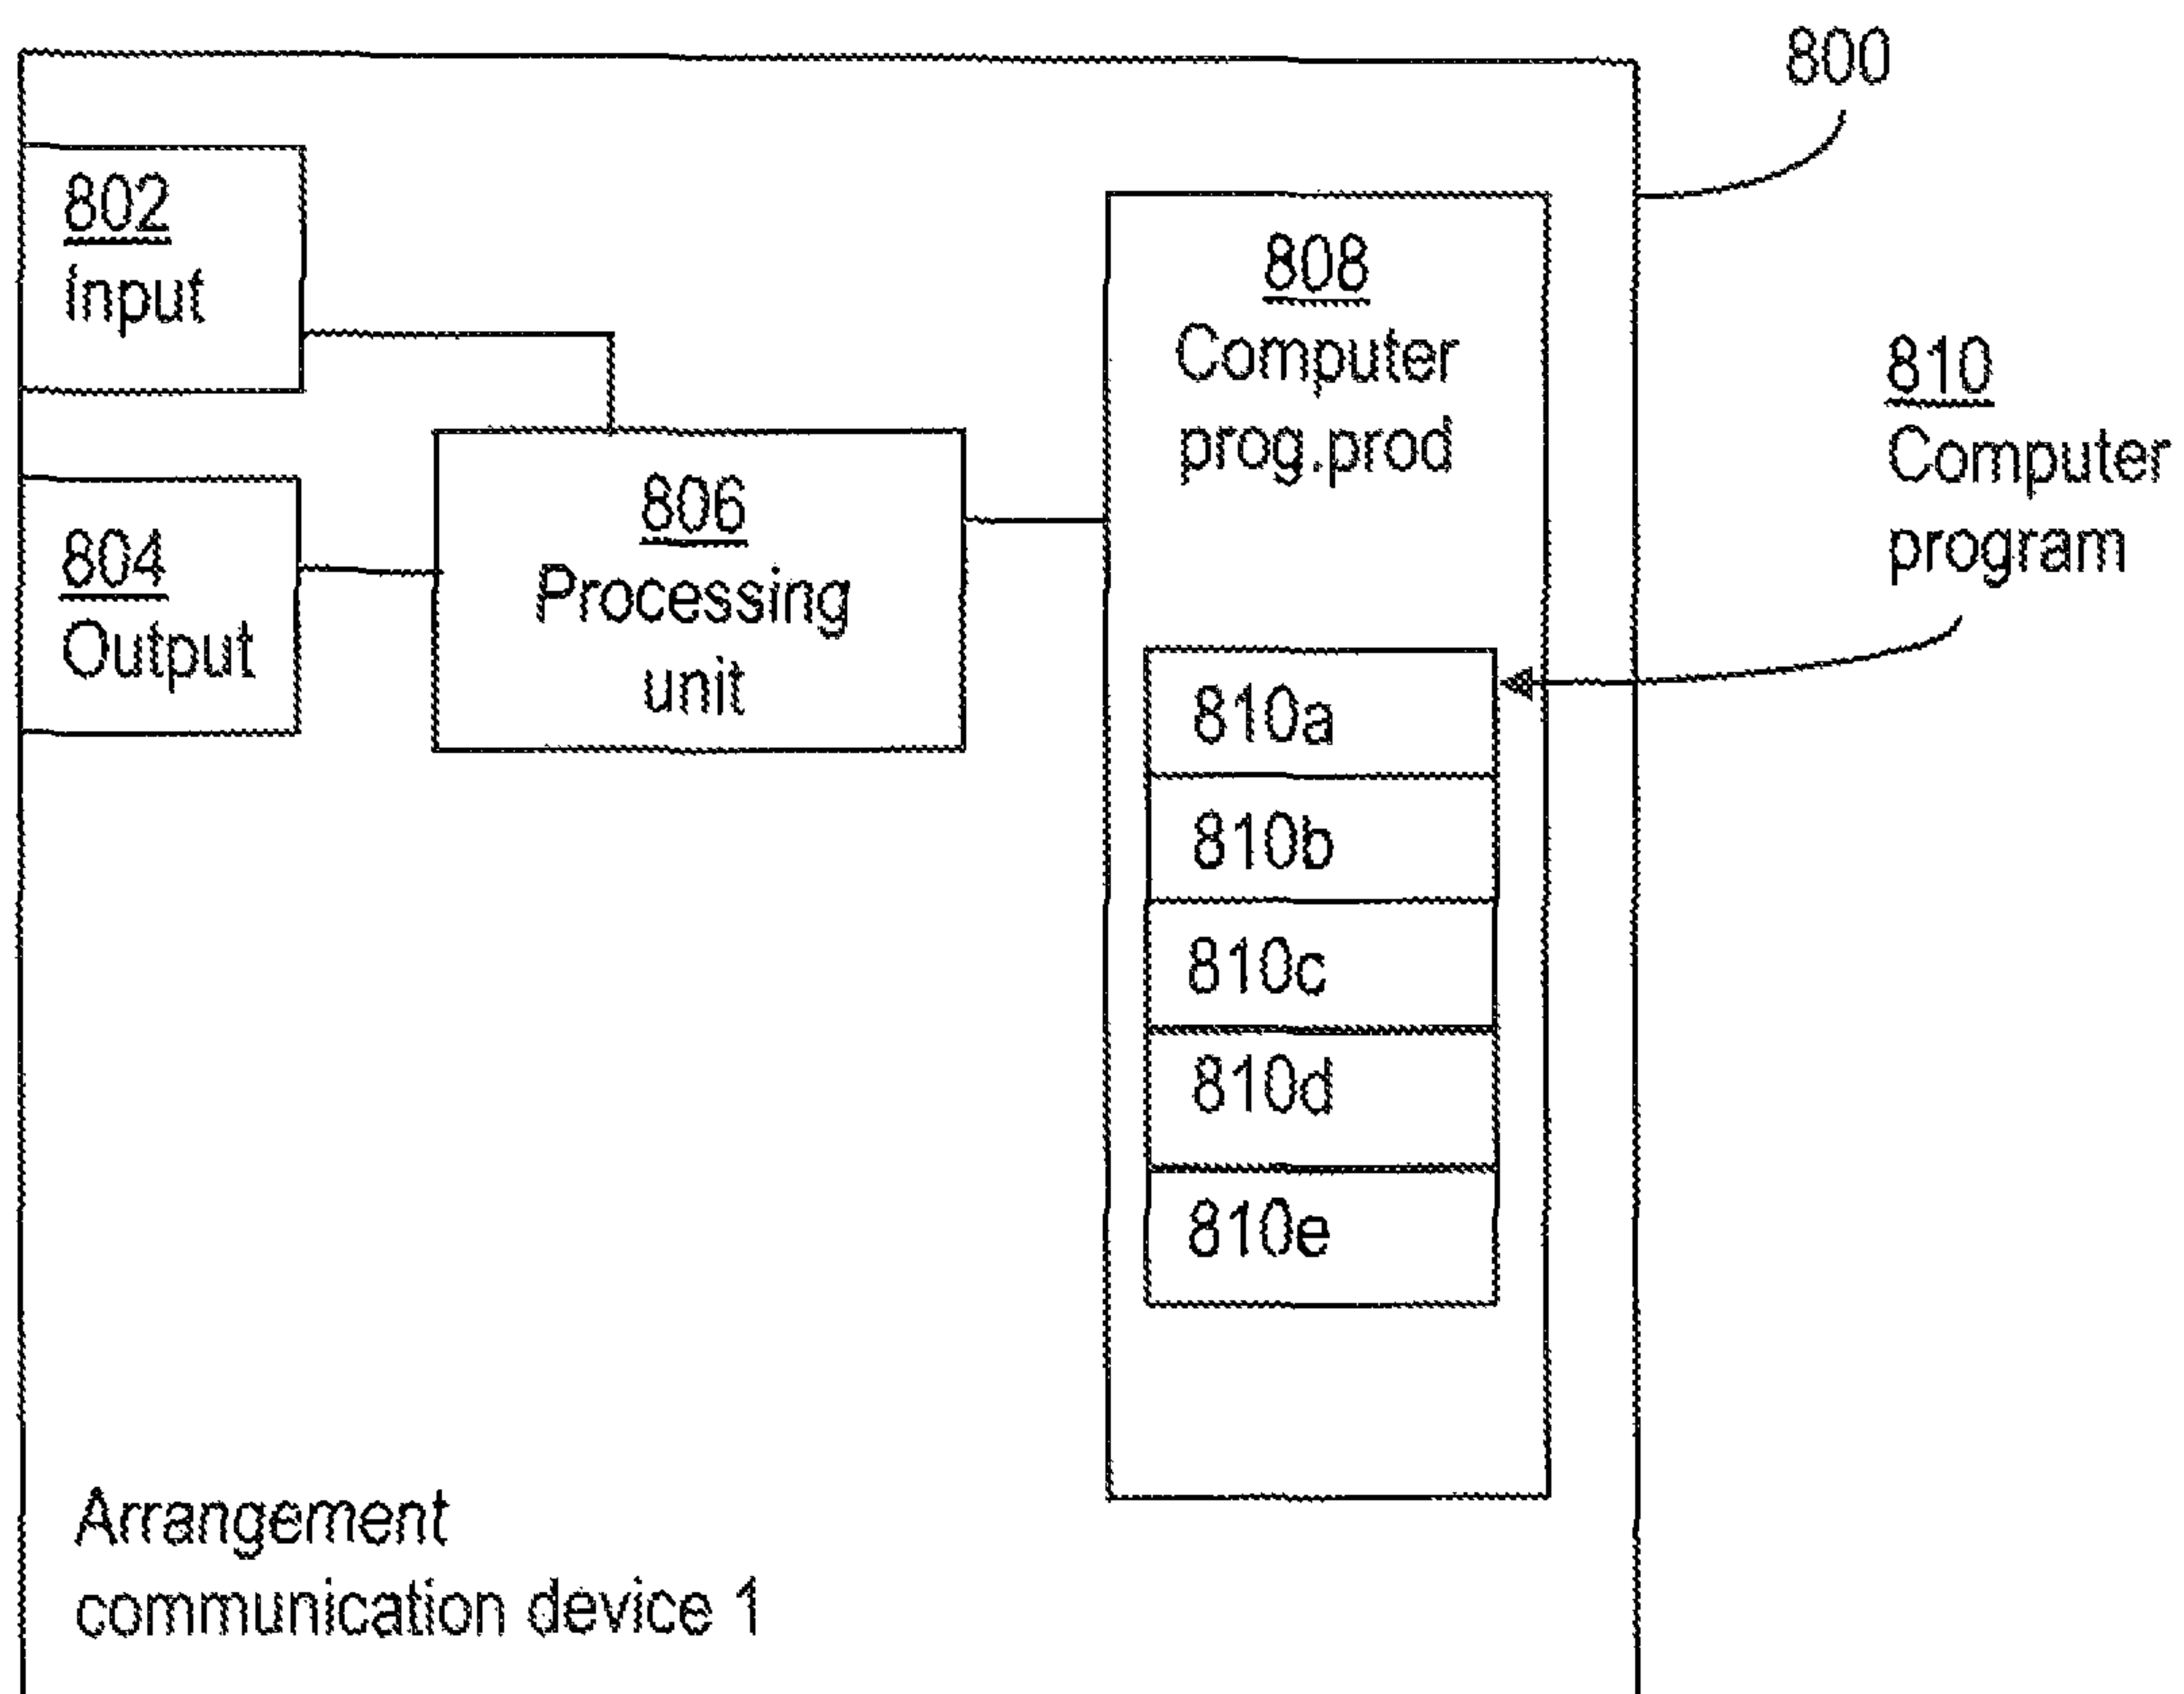 800
802
Input
804
Output
806
Processing
unit
808
Computer
prog.prod
810
Computer
program
810a
810b
810c
810d
810e
Arrangement
communication device 1